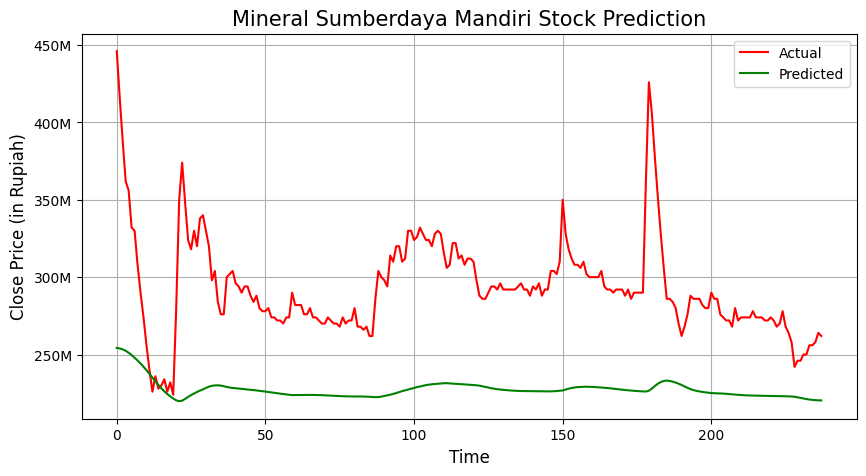 Mineral Sumberdaya Mandiri Stock Prediction
Close Price (in Rupiah)
450M
400M
350M
300M
250M
Actual
Predicted
0
50
100
150
200
Time